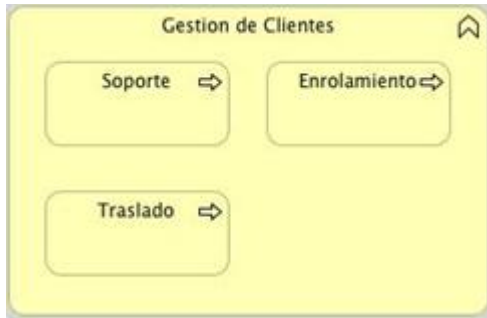 Gestion de Clientes
Soporte
Enrolamiento
Traslado